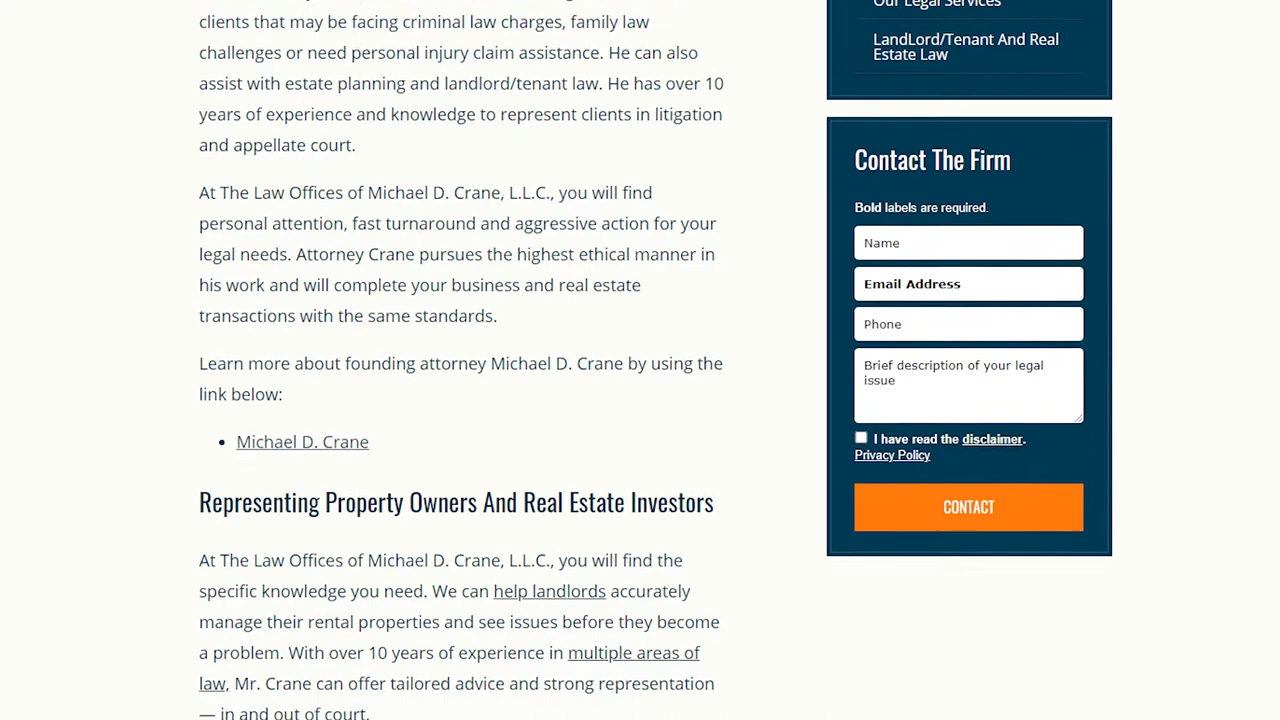 clients that may be facing criminal law charges, family law
challenges or need personal injury claim assistance. He can also
assist with estate planning and landlord/tenant law. He has over 10
years of experience and knowledge to represent clients in litigation
and appellate court.
At The Law Offices of Michael D. Crane, L.L.C., you will find
personal attention, fast turnaround and aggressive action for your
legal needs. Attorney Crane pursues the highest ethical manner in
his work and will complete your business and real estate
transactions with the same standards.
Learn more about founding attorney Michael D. Crane by using the
link below:
• Michael D. Crane
Representing Property Owners And Real Estate Investors
At The Law Offices of Michael D. Crane, L.L.C., you will find the
specific knowledge you need. We can help landlords accurately
manage their rental properties and see issues before they become
a problem. With over 10 years of experience in multiple areas of
law, Mr. Crane can offer tailored advice and strong representation
— in and out of court.
Our Legal Services
LandLord/Tenant And Real
Estate Law
Contact The Firm
Bold labels are required.
Name
Email Address
Phone
Brief description of your legal
issue
I have read the disclaimer.
Privacy Policy
CONTACT